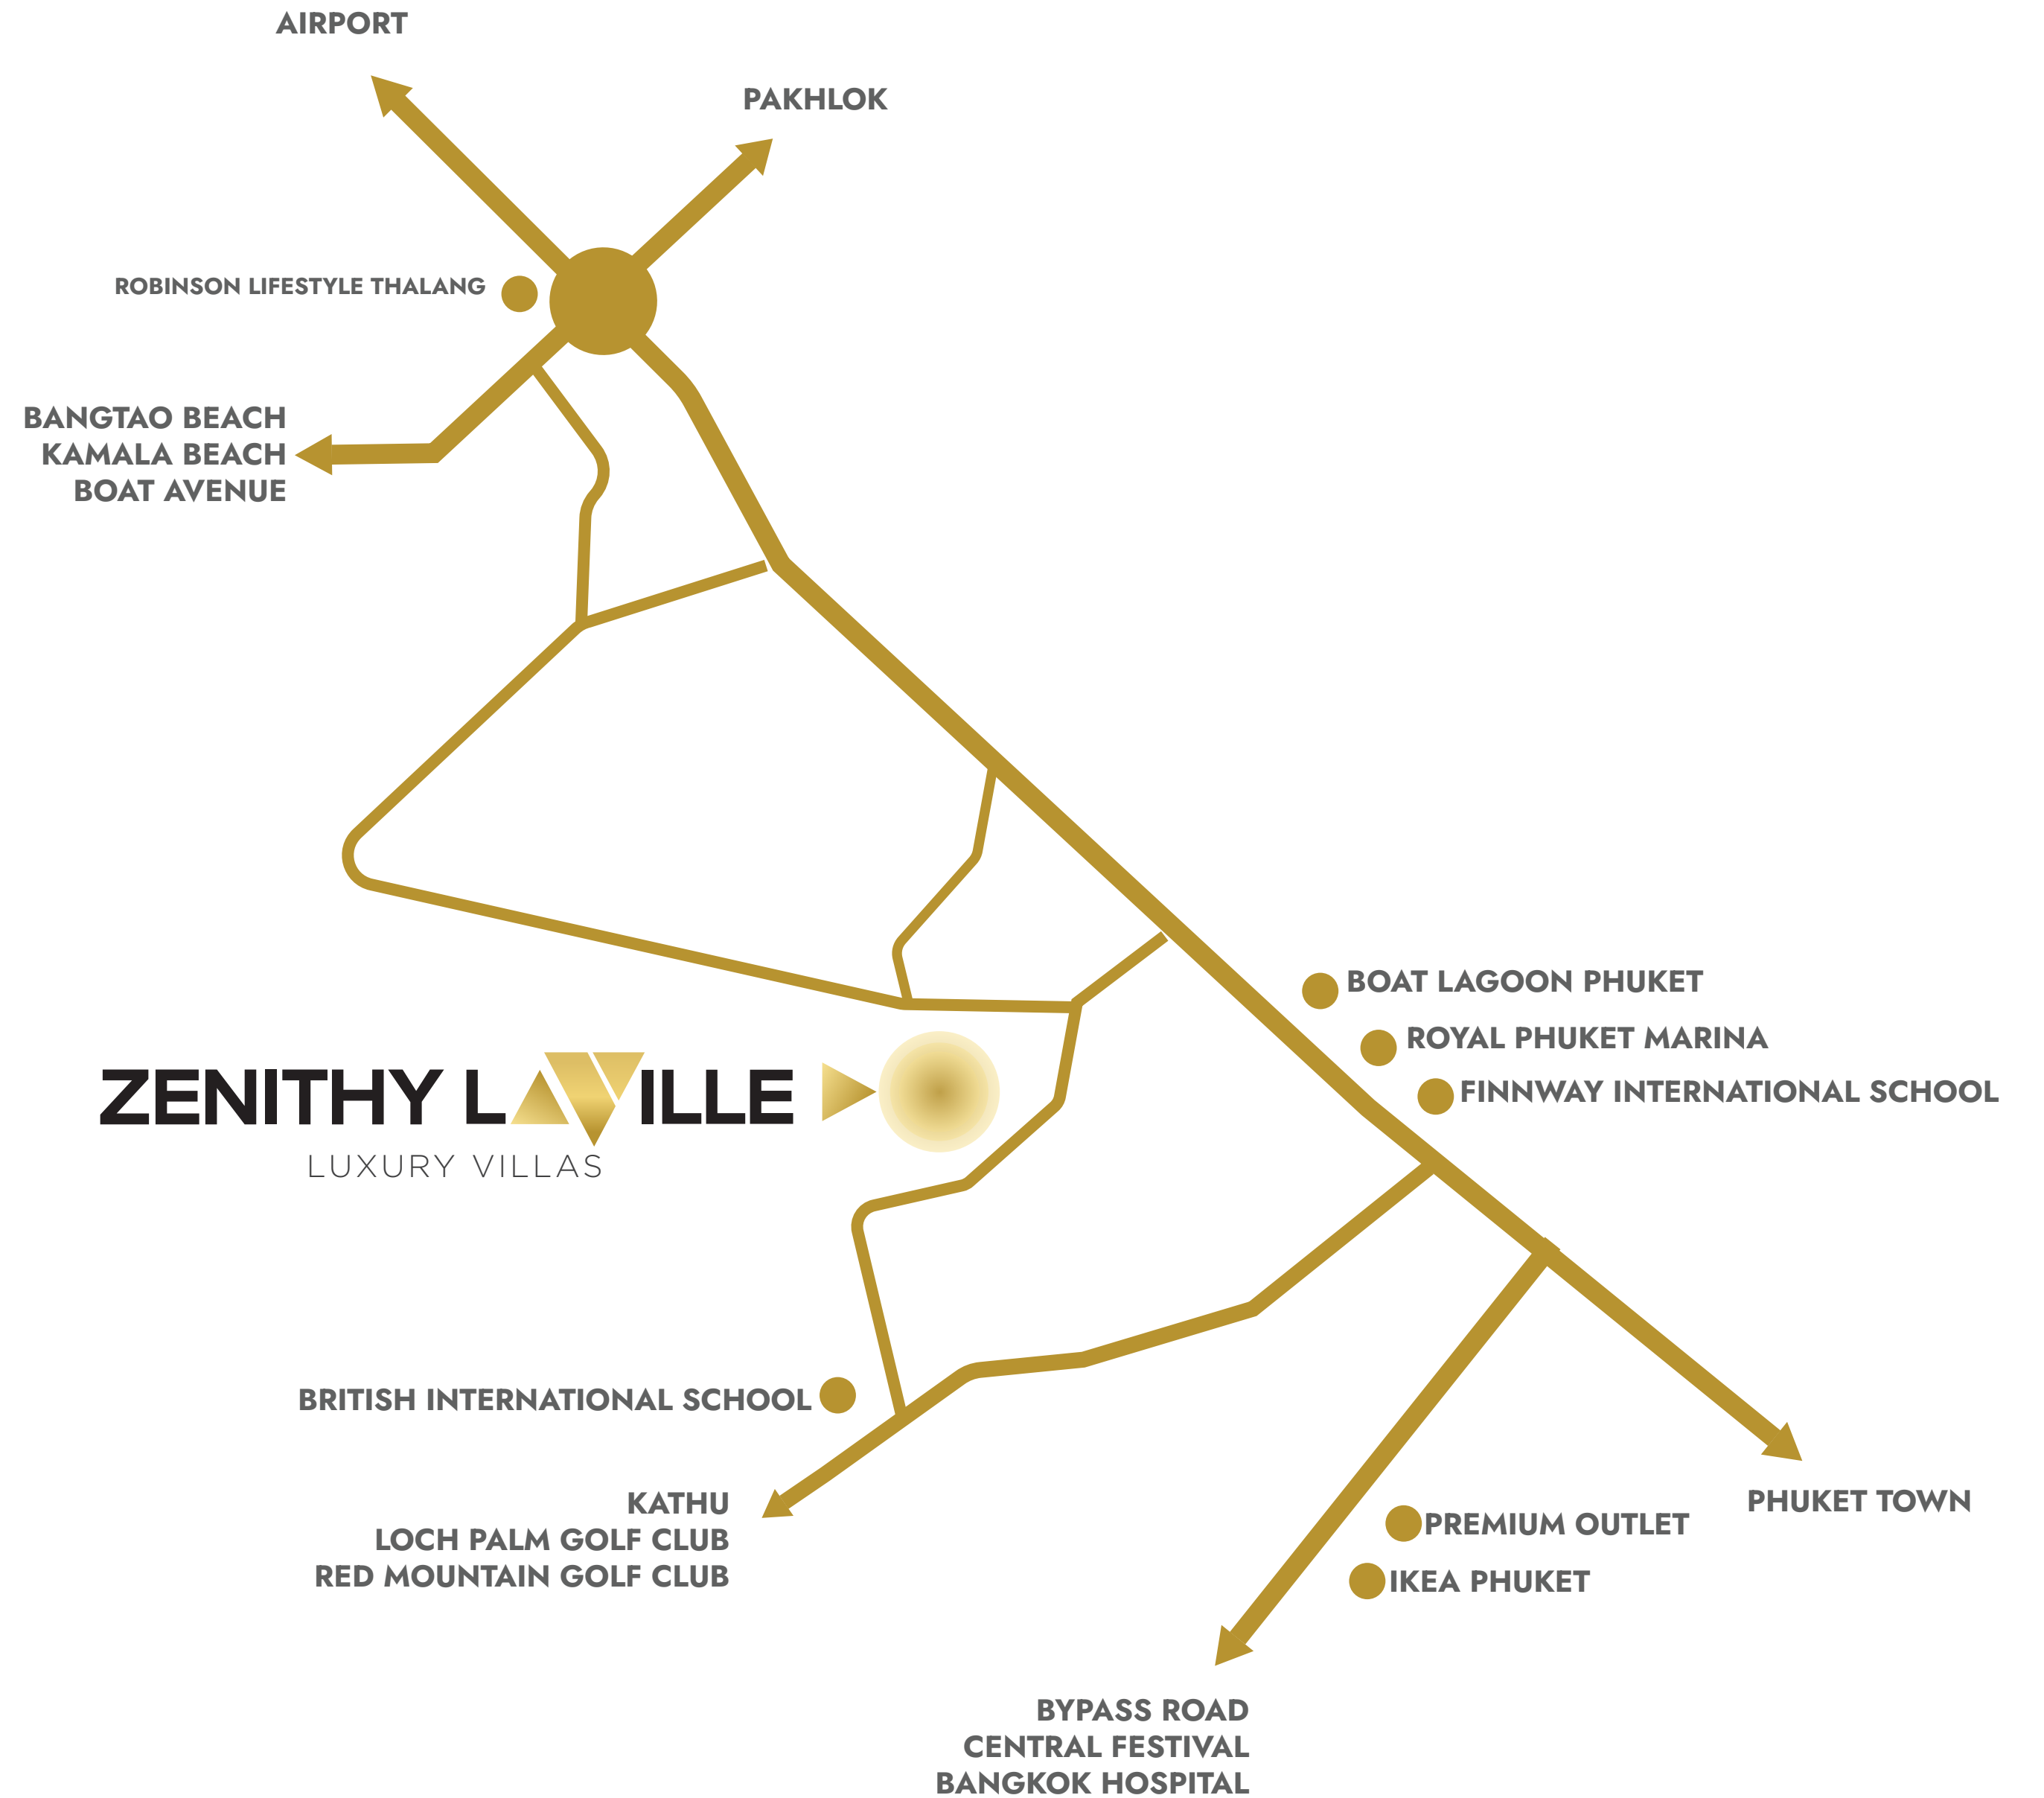 AIRPORT
PAKHLOK
ROBINSON LIFESTYLE THALANG
BANGTAO BEACH
KAMALA BEACH
BOAT AVENUE
BOAT LAGOON PHUKET
ROYAL PHUKET MARINA
FINNWAY INTERNATIONAL SCHOOL
ZENITHY LAVILLE
LUXURY VILLAS
BRITISH INTERNATIONAL SCHOOL
KATHU
LOCH PALM GOLF CLUB
RED MOUNTAIN GOLF CLUB
PHUKET TOWN
PREMIUM OUTLET
IKEA PHUKET
BYPASS ROAD
CENTRAL FESTIVAL
BANGKOK HOSPITAL